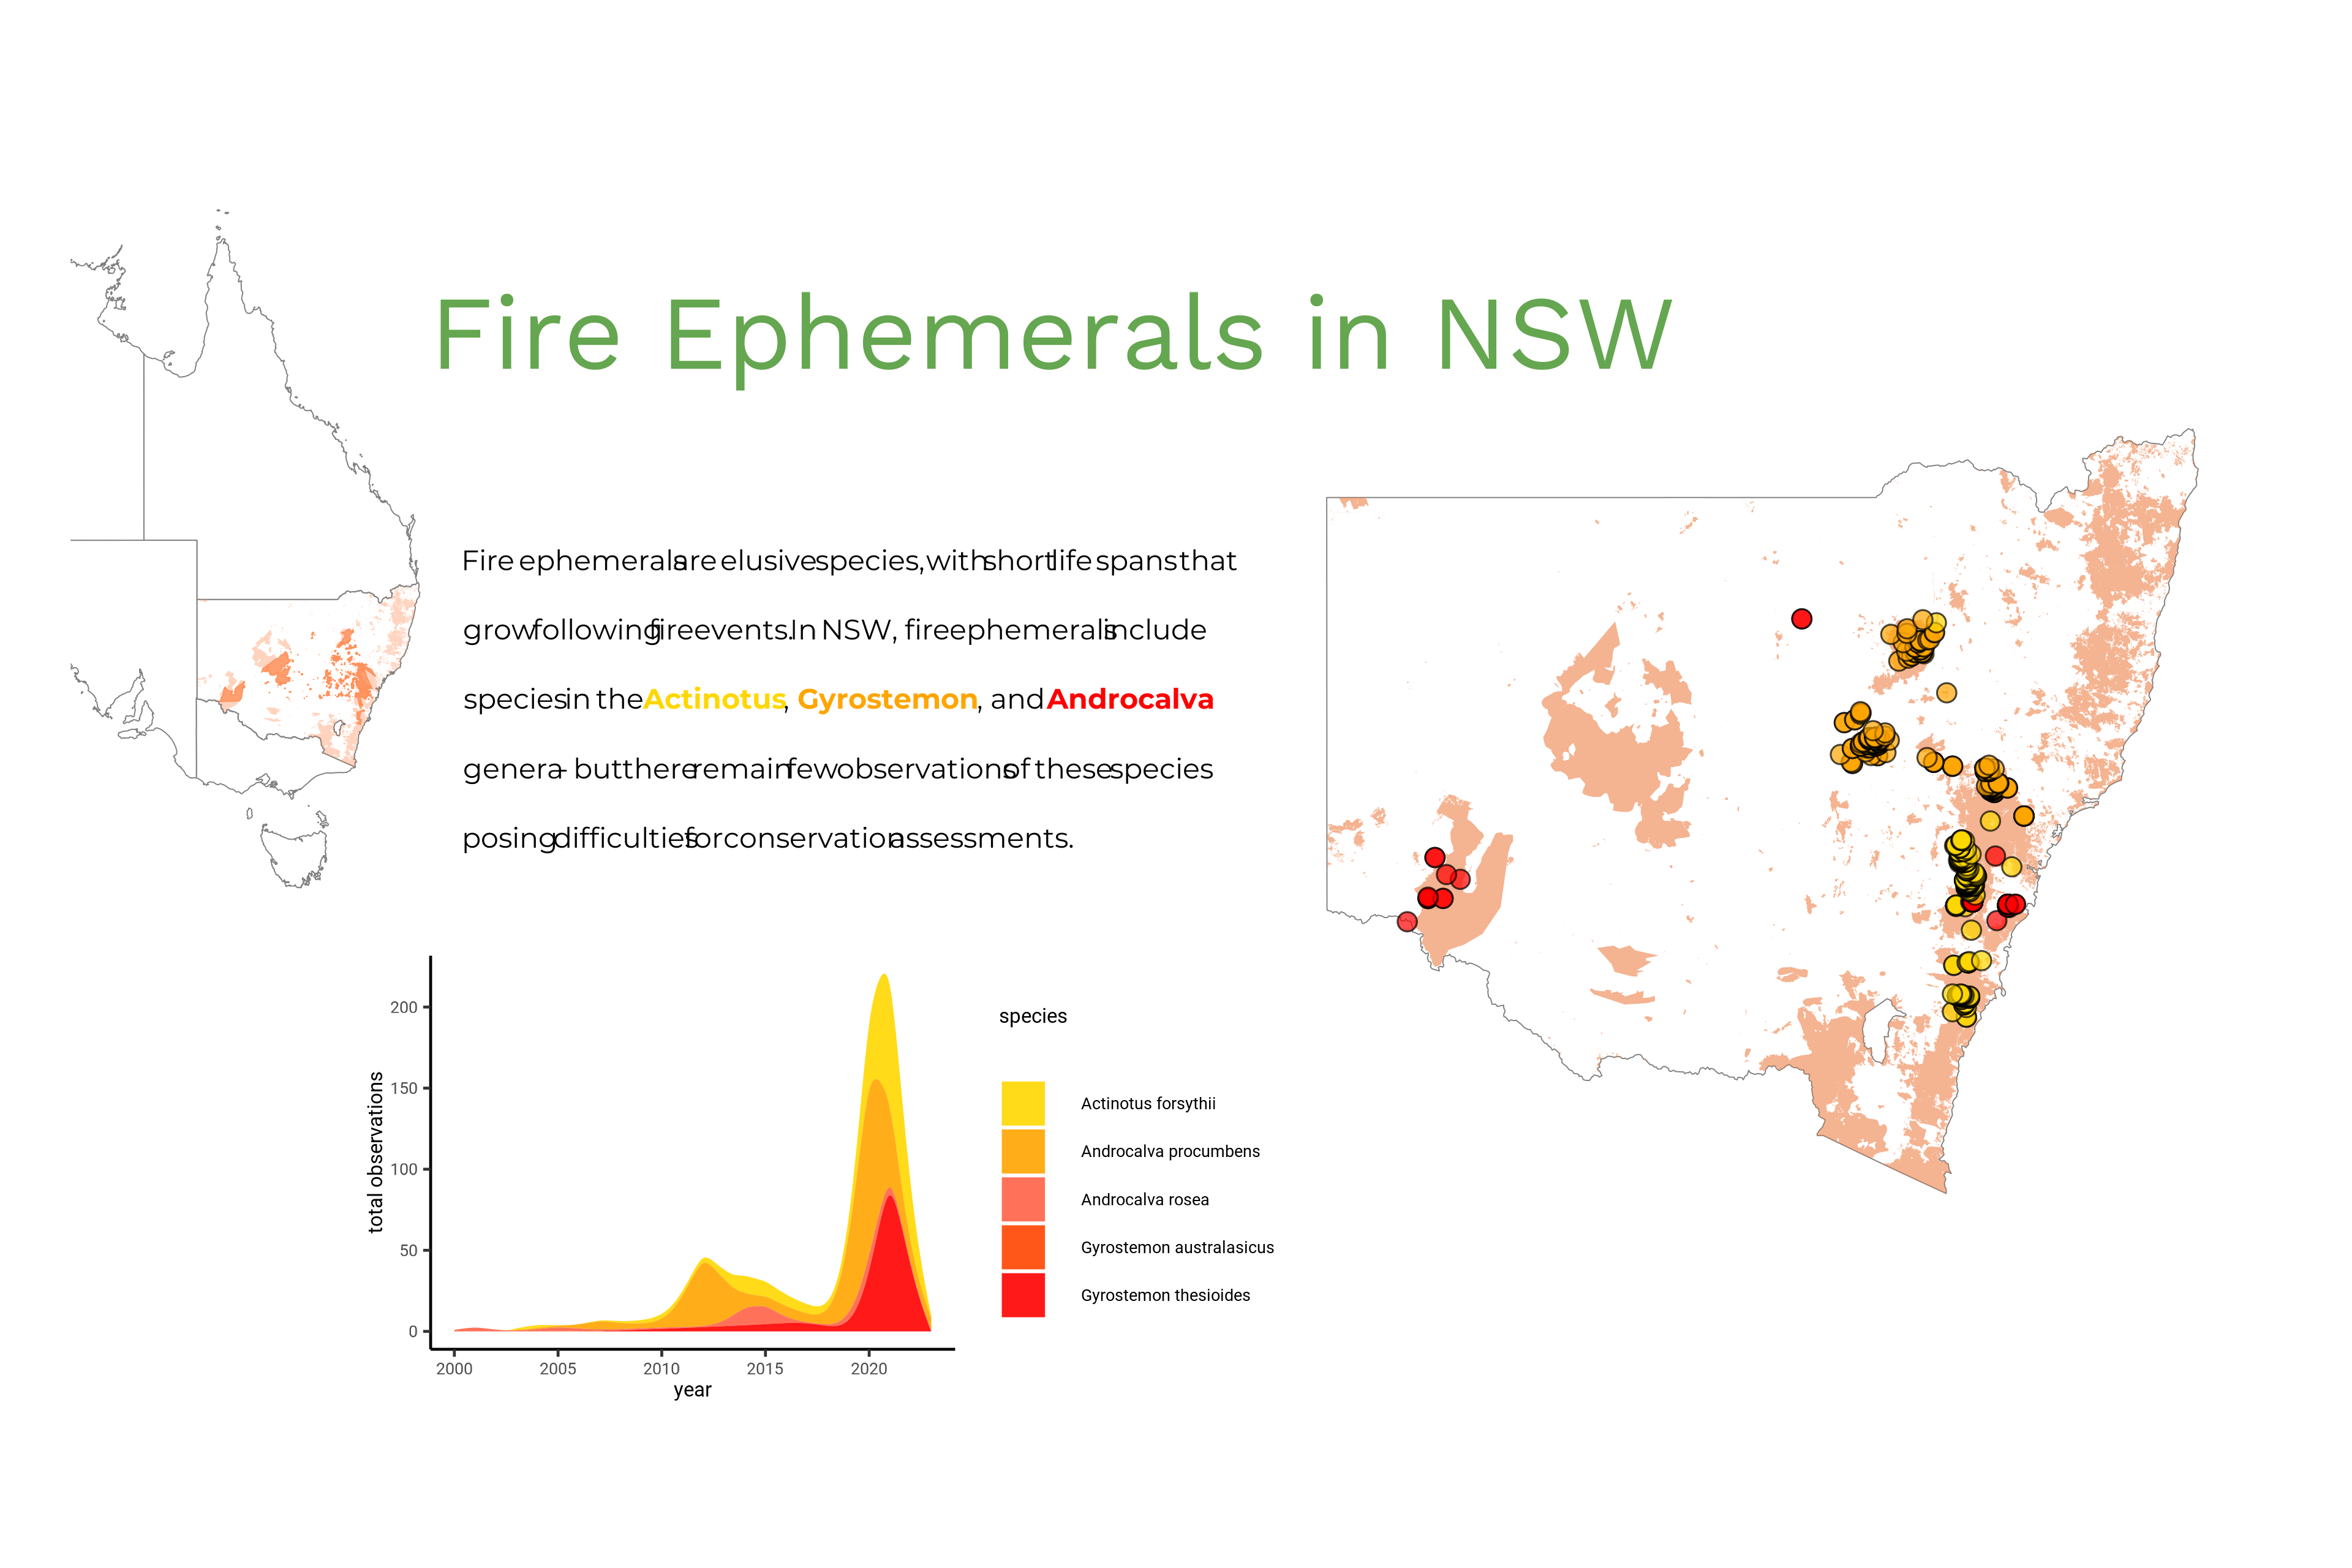 Fire Ephemerals in NSW
Fire ephemerals are elusive species, with short life spans that
grow following fire events. In NSW, fire ephemerals include
species in the Actinotus, Gyrostemon, and Androcalva
genera - but there remain few observations of these species
posing difficulties for conservation assessments.
total observations
200
150
100
50
0
2000 2005 2010 2015 2020
year
species
Actinotus forsythii
Androcalva procumbens
Androcalva rosea
Gyrostemon australasicus
Gyrostemon thesioides